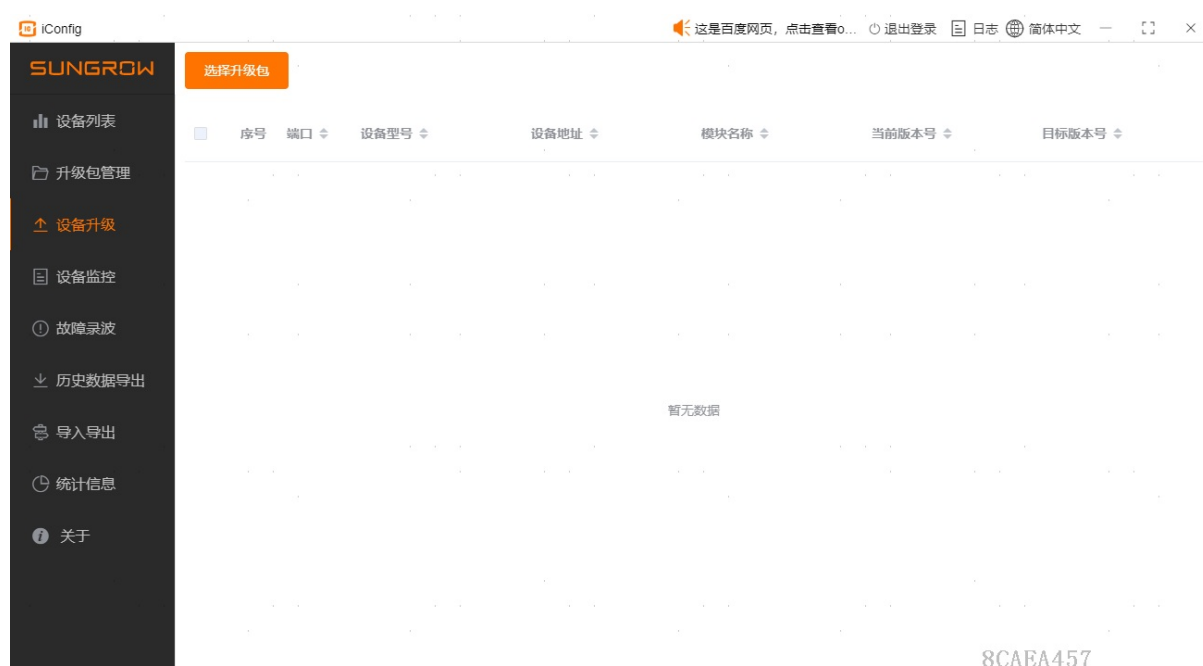 iConfig
这是百度网页，点击查看o... 退出登录 日志 简体中文
SUNGROW
选择升级包
设备列表
序号 端口 设备型号 设备地址 模块名称 当前版本号 目标版本号
升级包管理
设备升级
设备监控
故障录波
历史数据导出
暂无数据
导入导出
统计信息
关于
8CAEA457